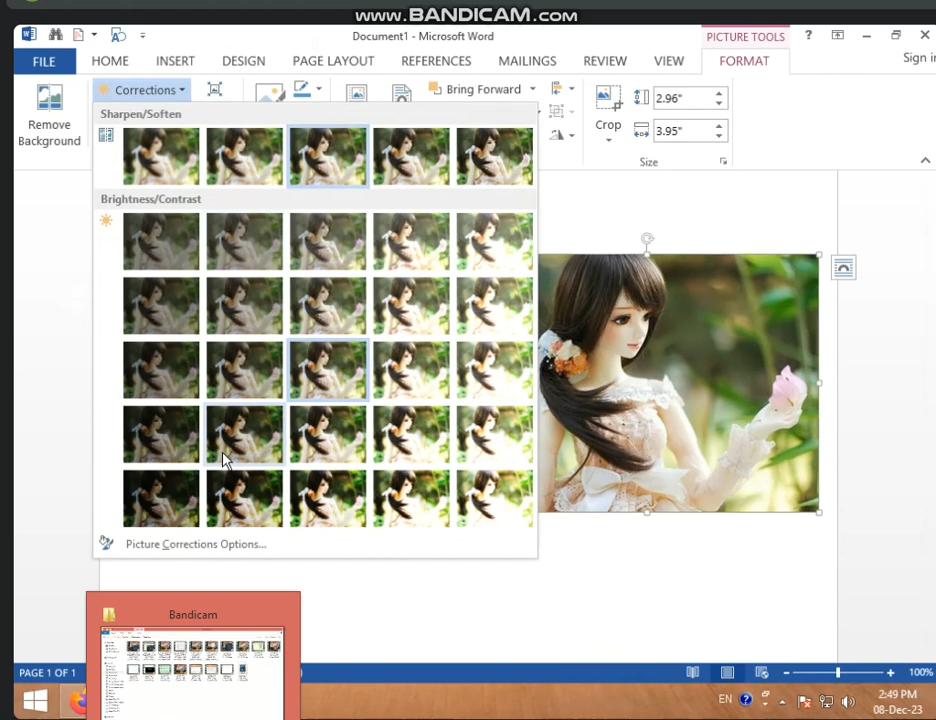 www.BANDICAM.com
Document1 - Microsoft Word
PICTURE TOOLS
?
FILE
HOME
INSERT
DESIGN
PAGE LAYOUT
REFERENCES
MAILINGS
REVIEW
VIEW
FORMAT
Sign in
Remove
Background
Corrections
Bring Forward
Crop
2.96"
3.95"
Size
Sharpen/Soften
Brightness/Contrast
Picture Corrections Options...
Bandicam
PAGE 1 OF 1
100%
EN
2:49 PM
08-Dec-23